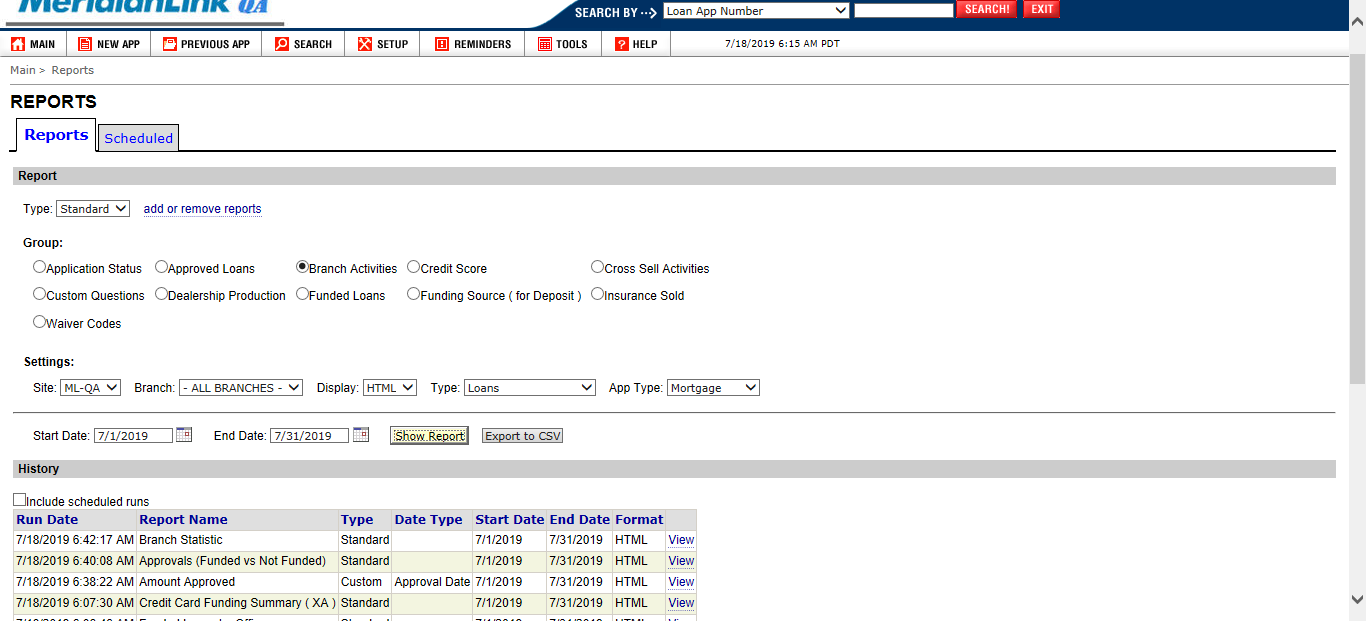 MeridianLink QA
SEARCH BY ··> Loan App Number SEARCH! EXIT
MAIN NEW APP PREVIOUS APP SEARCH SETUP REMINDERS TOOLS HELP 7/18/2019 6:15 AM PDT
Main > Reports
REPORTS
Reports Scheduled
Report
Type: Standard add or remove reports
Group:
Application Status Approved Loans Branch Activities Credit Score Cross Sell Activities
Custom Questions Dealership Production Funded Loans Funding Source ( for Deposit ) Insurance Sold
Waiver Codes
Settings:
Site: ML-QA Branch: - ALL BRANCHES - Display: HTML Type: Loans App Type: Mortgage
Start Date: 7/1/2019 End Date: 7/31/2019 Show Report Export to CSV
History
Include scheduled runs
Run Date Report Name Type Date Type Start Date End Date Format
7/18/2019 6:42:17 AM Branch Statistic Standard 7/1/2019 7/31/2019 HTML View
7/18/2019 6:40:08 AM Approvals (Funded vs Not Funded) Standard 7/1/2019 7/31/2019 HTML View
7/18/2019 6:38:22 AM Amount Approved Custom Approval Date 7/1/2019 7/31/2019 HTML View
7/18/2019 6:07:30 AM Credit Card Funding Summary ( XA ) Standard 7/1/2019 7/31/2019 HTML View